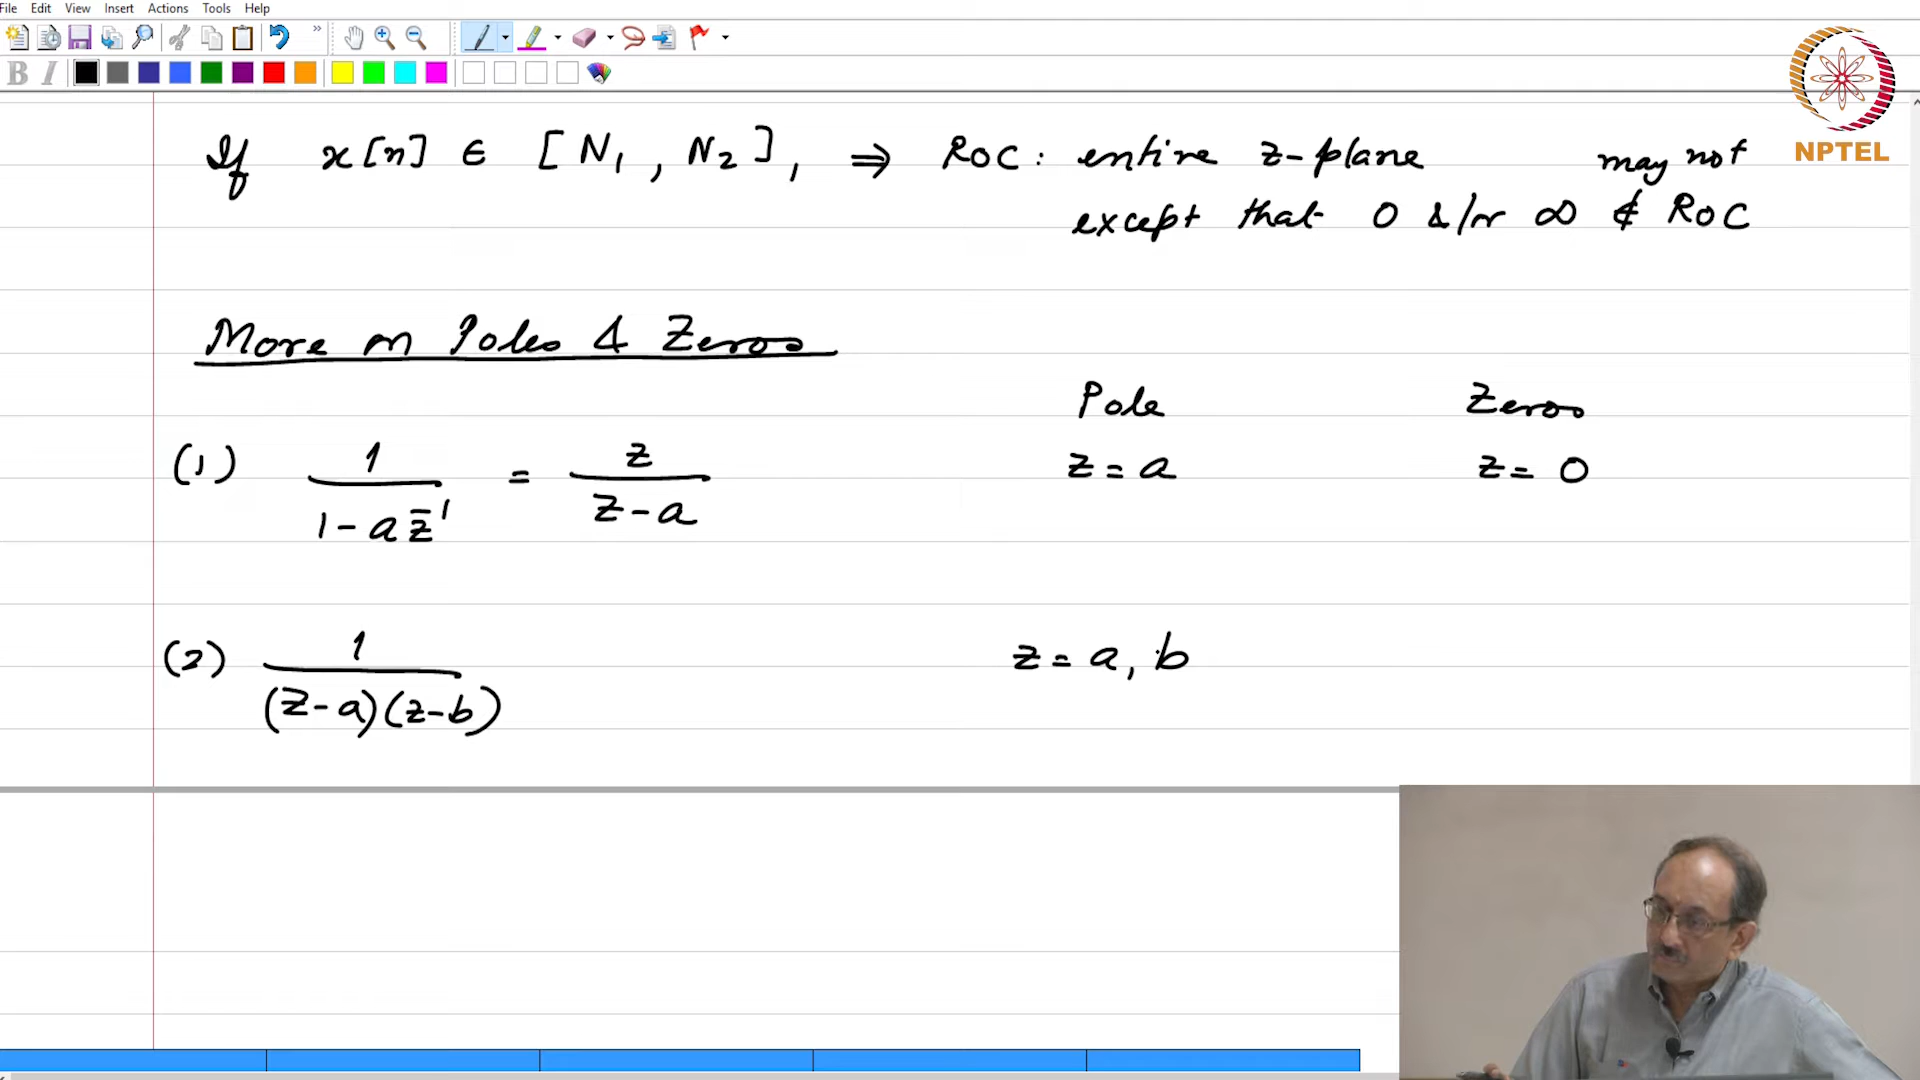 File Edit View Insert Actions Tools Help
»
B I
NPTEL
If x[n] ∈ [N₁, N₂], ⇒ ROC: entire z-plane may not
except that 0 &/or ∞ ∉ ROC
More on Poles & Zeros
Pole Zeros
(1) 1/(1 - az⁻¹) = z/(z - a) z = a z = 0
(2) 1/((z - a)(z - b)) z = a, b